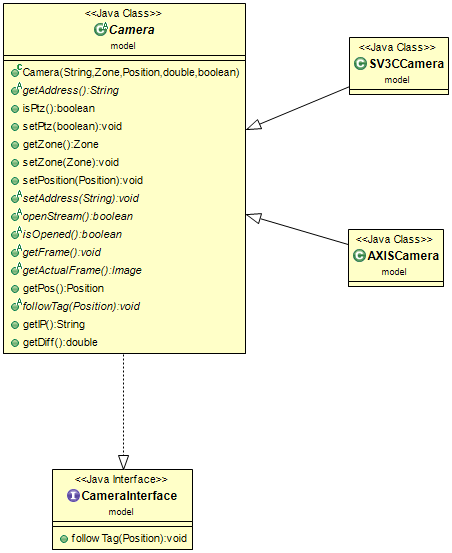 <<Java Class>>
Camera
model
Camera(String,Zone,Position,double,boolean)
getAddress():String
isPtz():boolean
setPtz(boolean):void
getZone():Zone
setZone(Zone):void
setPosition(Position):void
setAddress(String):void
openStream():boolean
isOpened():boolean
getFrame():void
getActualFrame():Image
getPos():Position
followTag(Position):void
getIP():String
getDiff():double
<<Java Class>>
SV3CCamera
model
<<Java Class>>
AXISCamera
model
<<Java Interface>>
CameraInterface
model
follow Tag(Position):void